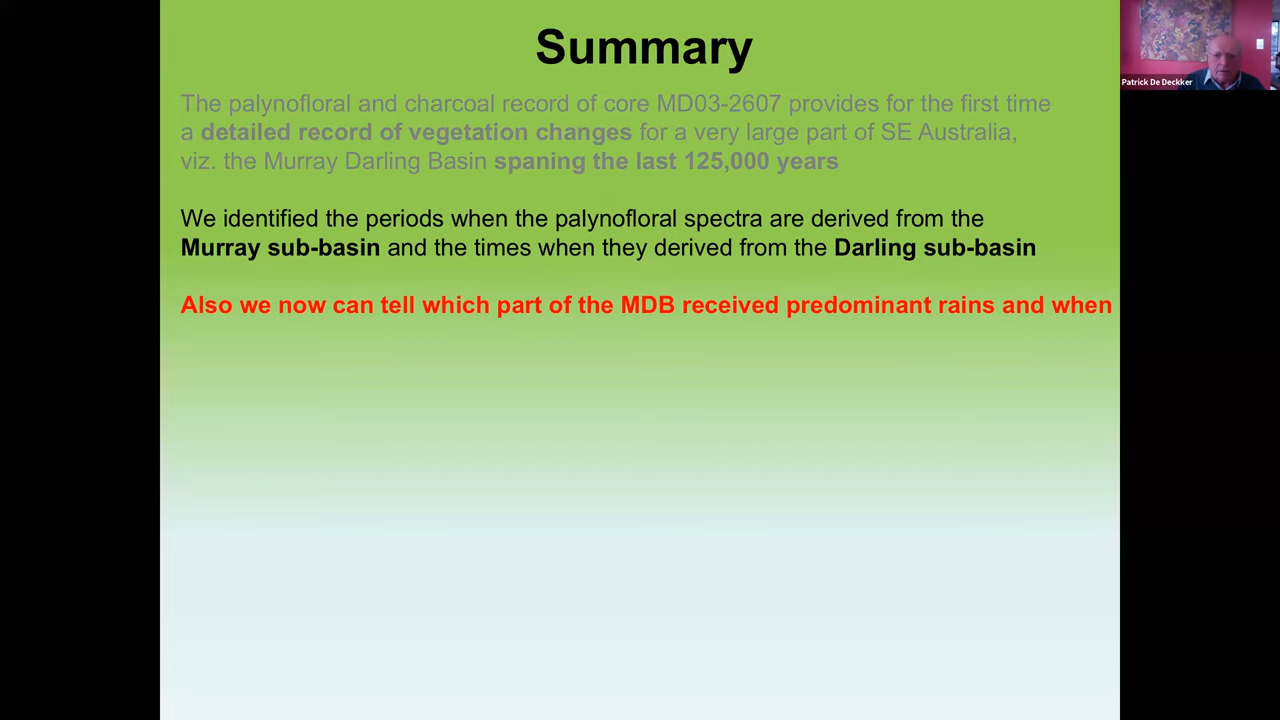 Summary
The palynofloral and charcoal record of core MD03-2607 provides for the first time
a detailed record of vegetation changes for a very large part of SE Australia,
viz. the Murray Darling Basin spaning the last 125,000 years
We identified the periods when the palynofloral spectra are derived from the
Murray sub-basin and the times when they derived from the Darling sub-basin
Also we now can tell which part of the MDB received predominant rains and when
Patrick De Deckker